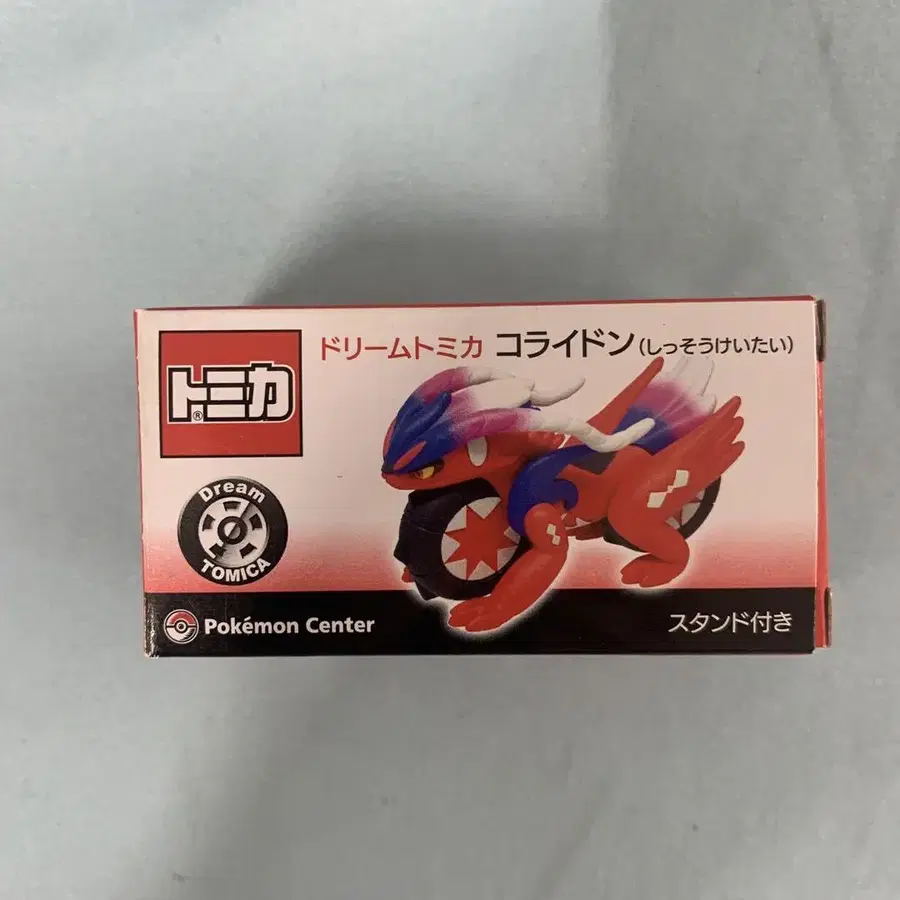 トミカ®
ドリームトミカ コライドン(しっそうけいたい)
Dream
TOMICA
Pokémon Center
スタンド付き